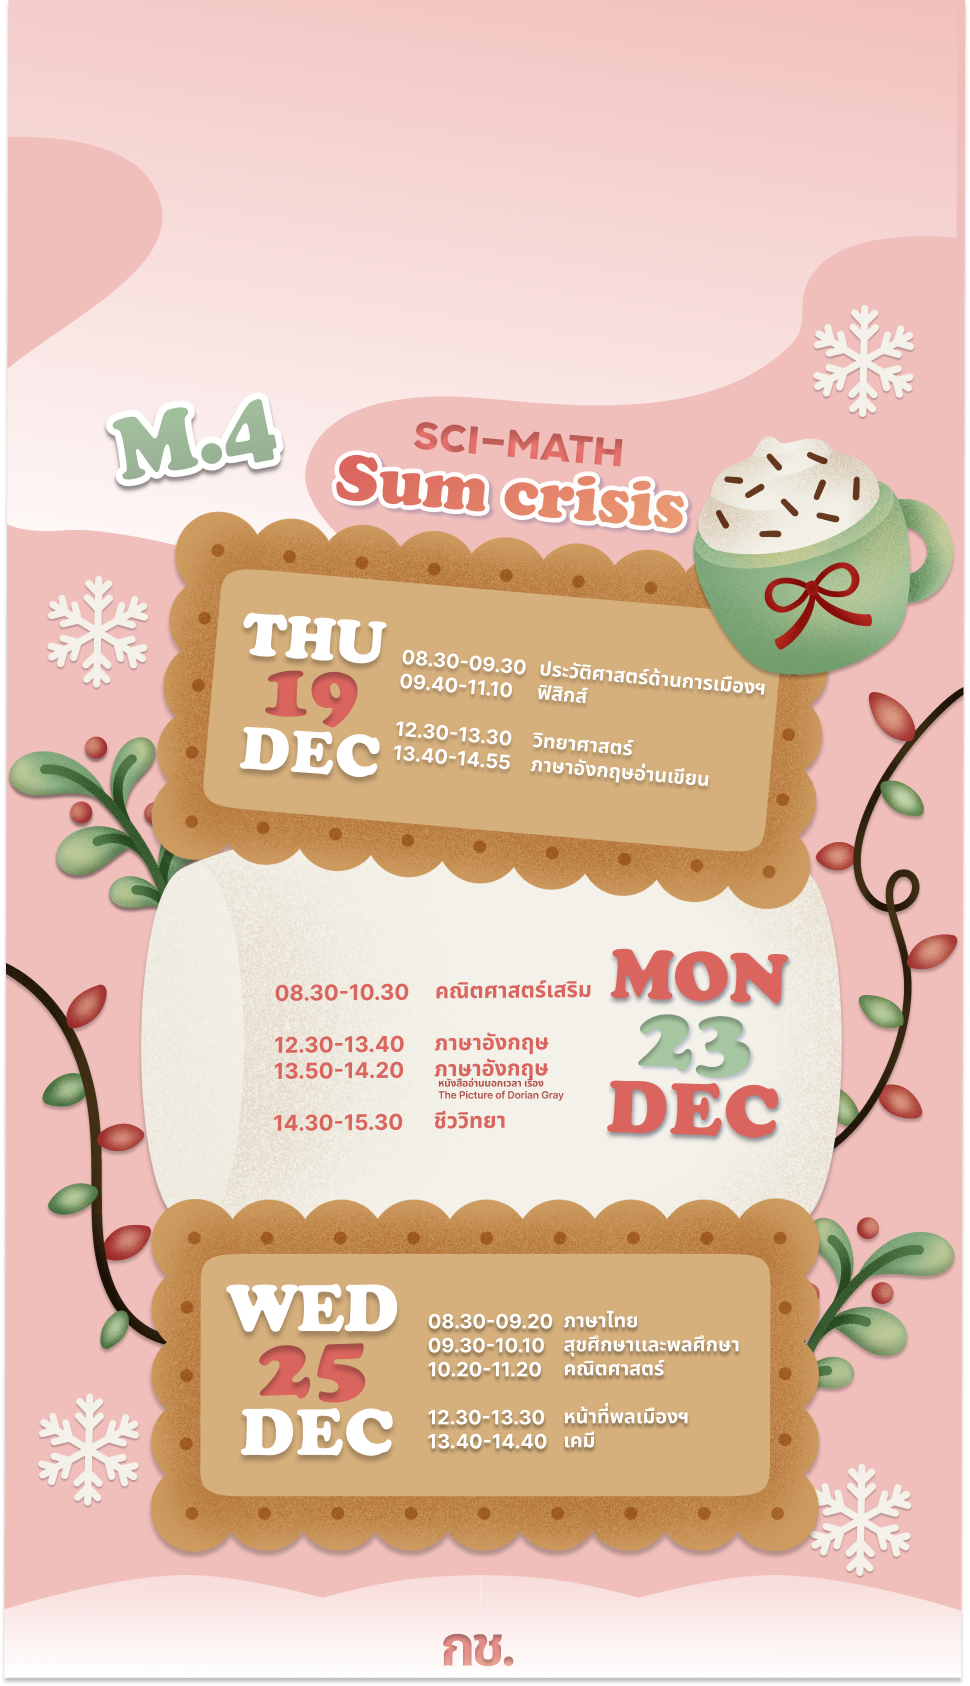 M.4
SCI-MATH
Sum crisis
THU
19
DEC
08.30-09.30 ประวัติศาสตร์ด้านการเมืองฯ
09.40-11.10 ฟิสิกส์
12.30-13.30 วิทยาศาสตร์
13.40-14.55 ภาษาอังกฤษอ่านเขียน
MON
23
DEC
08.30-10.30 คณิตศาสตร์เสริม
12.30-13.40 ภาษาอังกฤษ
13.50-14.20 ภาษาอังกฤษ
หนังสืออ่านนอกเวลา เรื่อง
The Picture of Dorian Gray
14.30-15.30 ชีววิทยา
WED
25
DEC
08.30-09.20 ภาษาไทย
09.30-10.10 สุขศึกษาและพลศึกษา
10.20-11.20 คณิตศาสตร์
12.30-13.30 หน้าที่พลเมืองฯ
13.40-14.40 เคมี
กช.